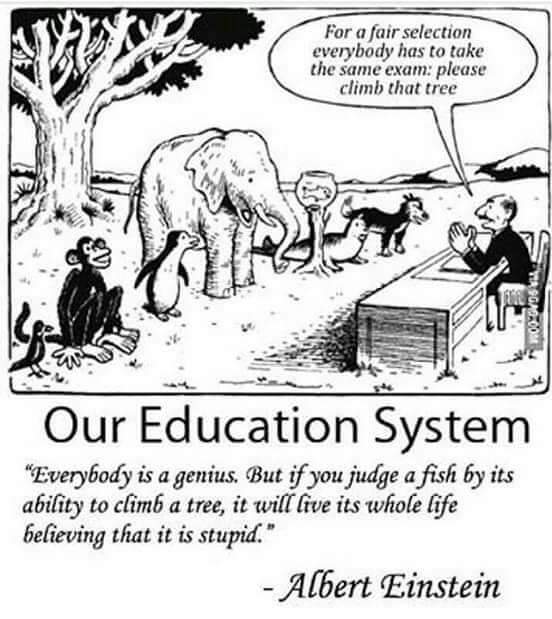 For a fair selection
everybody has to take
the same exam: please
climb that tree
Our Education System
“Everybody is a genius. But if you judge a fish by its
ability to climb a tree, it will live its whole life
believing that it is stupid.”
- Albert Einstein